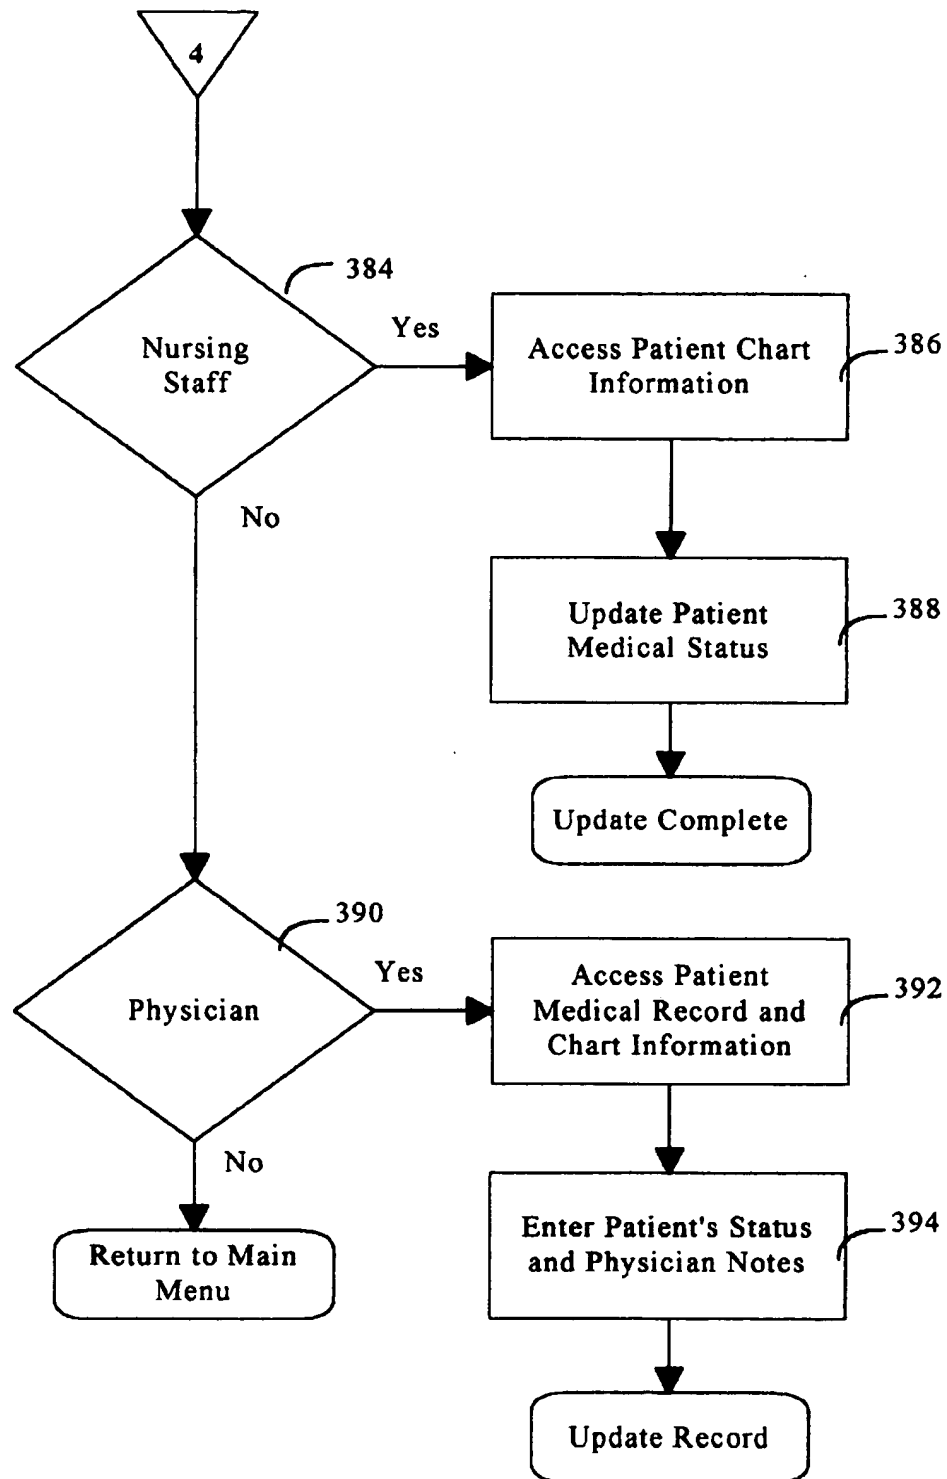 4
384
Nursing
Staff
Yes
Access Patient Chart
Information
386
No
Update Patient
Medical Status
388
Update Complete
390
Physician
Yes
Access Patient
Medical Record and
Chart Information
392
No
Return to Main
Menu
Enter Patient's Status
and Physician Notes
394
Update Record